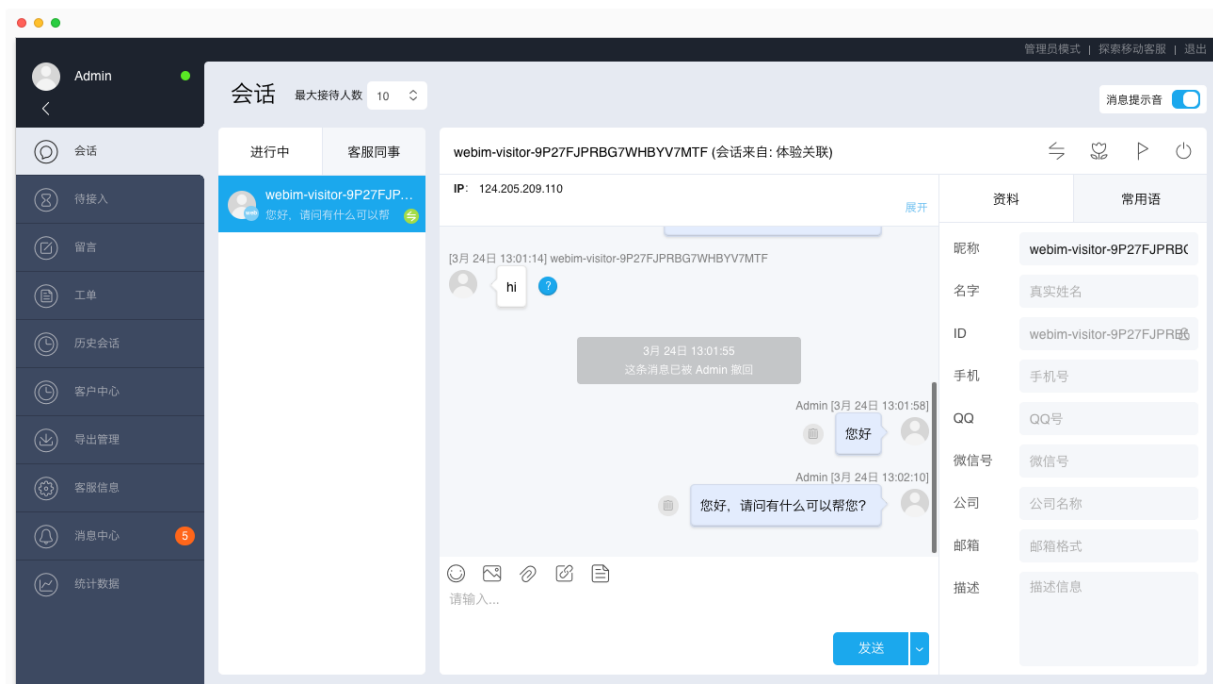 管理员模式 | 探索移动客服 | 退出
Admin
会话
待接入
留言
工单
历史会话
客户中心
导出管理
客服信息
消息中心 5
统计数据
会话 最大接待人数 10
消息提示音
进行中 客服同事
webim-visitor-9P27FJP...
您好，请问有什么可以帮
webim-visitor-9P27FJPRBG7WHBYV7MTF (会话来自: 体验关联)
IP: 124.205.209.110
展开
[3月 24日 13:01:14] webim-visitor-9P27FJPRBG7WHBYV7MTF
hi ?
3月 24日 13:01:55
这条消息已被 Admin 撤回
Admin [3月 24日 13:01:58]
您好
Admin [3月 24日 13:02:10]
您好，请问有什么可以帮您?
请输入...
发送
资料 常用语
昵称 webim-visitor-9P27FJPRB
名字 真实姓名
ID webim-visitor-9P27FJPR
手机 手机号
QQ QQ号
微信号 微信号
公司 公司名称
邮箱 邮箱格式
描述 描述信息